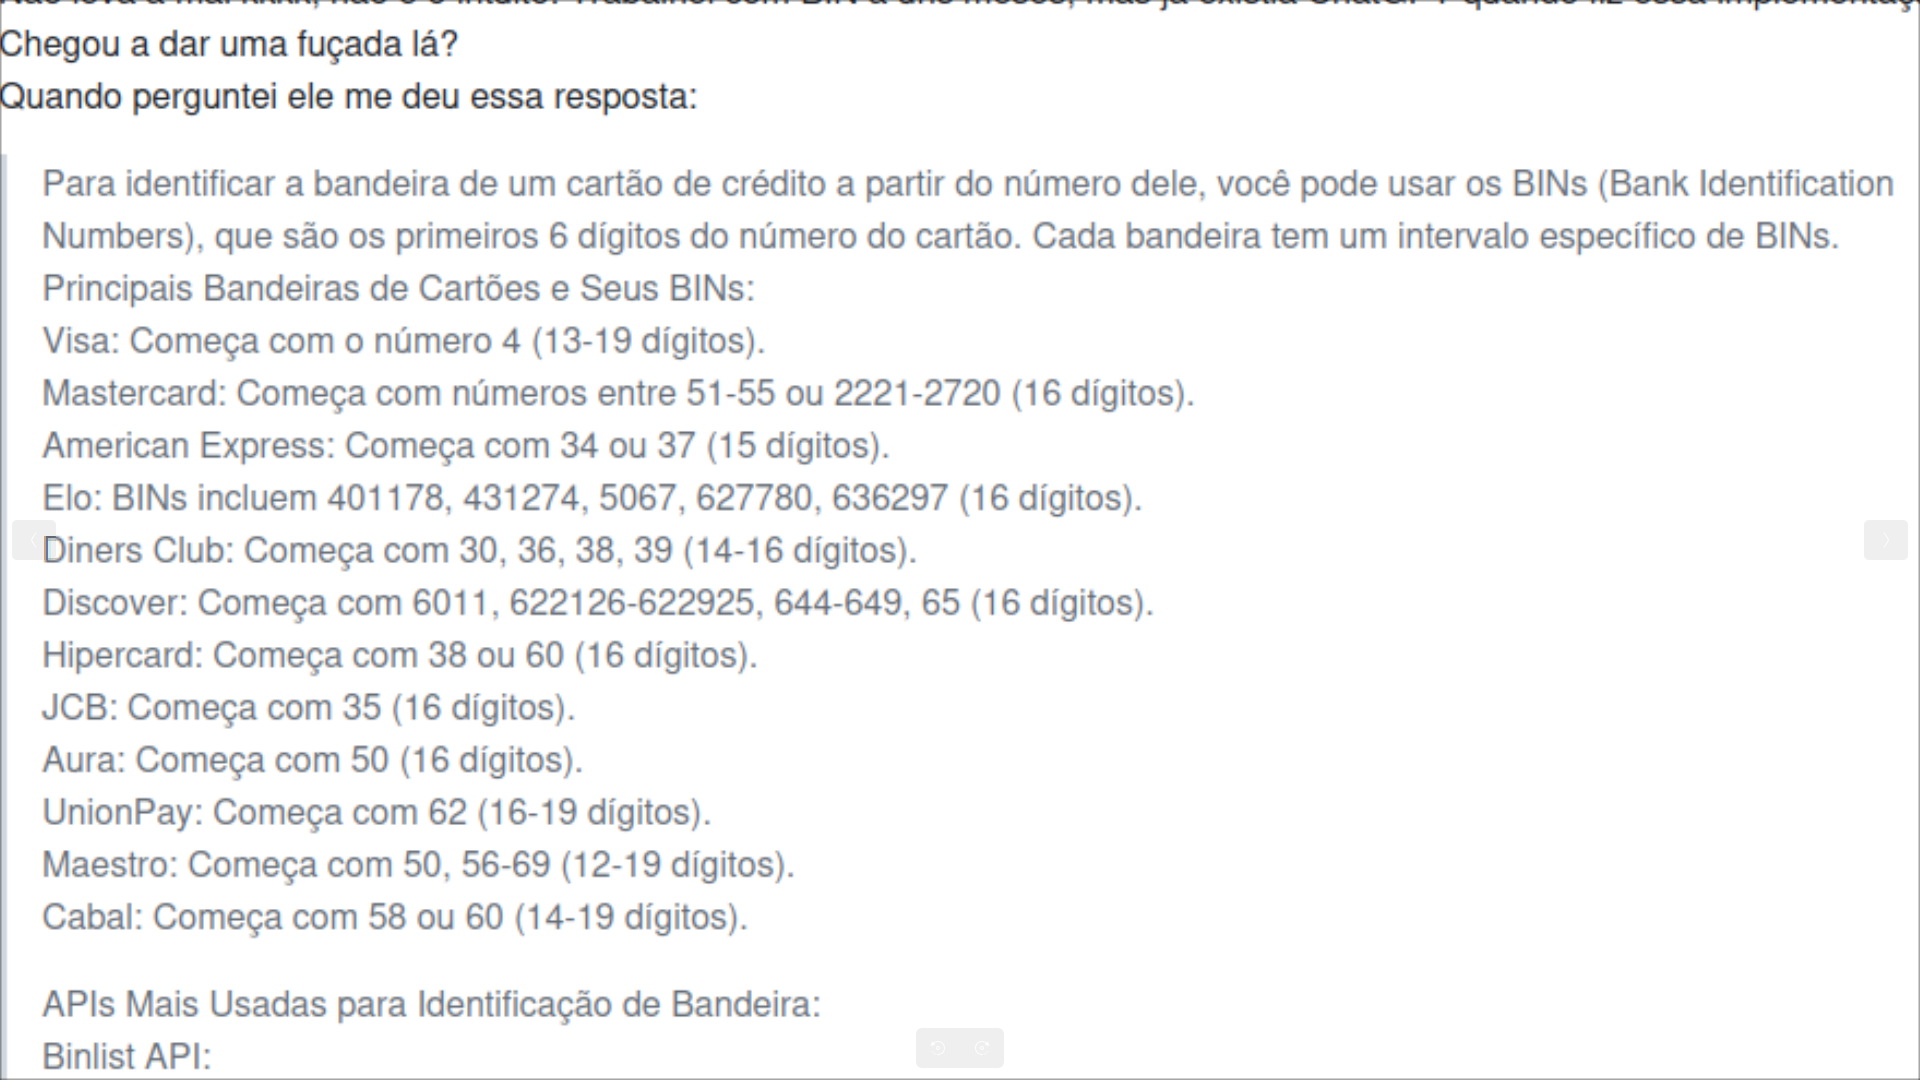 Chegou a dar uma fuçada lá?
Quando perguntei ele me deu essa resposta:
Para identificar a bandeira de um cartão de crédito a partir do número dele, você pode usar os BINs (Bank Identification
Numbers), que são os primeiros 6 dígitos do número do cartão. Cada bandeira tem um intervalo específico de BINs.
Principais Bandeiras de Cartões e Seus BINs:
Visa: Começa com o número 4 (13-19 dígitos).
Mastercard: Começa com números entre 51-55 ou 2221-2720 (16 dígitos).
American Express: Começa com 34 ou 37 (15 dígitos).
Elo: BINs incluem 401178, 431274, 5067, 627780, 636297 (16 dígitos).
Diners Club: Começa com 30, 36, 38, 39 (14-16 dígitos).
Discover: Começa com 6011, 622126-622925, 644-649, 65 (16 dígitos).
Hipercard: Começa com 38 ou 60 (16 dígitos).
JCB: Começa com 35 (16 dígitos).
Aura: Começa com 50 (16 dígitos).
UnionPay: Começa com 62 (16-19 dígitos).
Maestro: Começa com 50, 56-69 (12-19 dígitos).
Cabal: Começa com 58 ou 60 (14-19 dígitos).
APIs Mais Usadas para Identificação de Bandeira:
Binlist API: